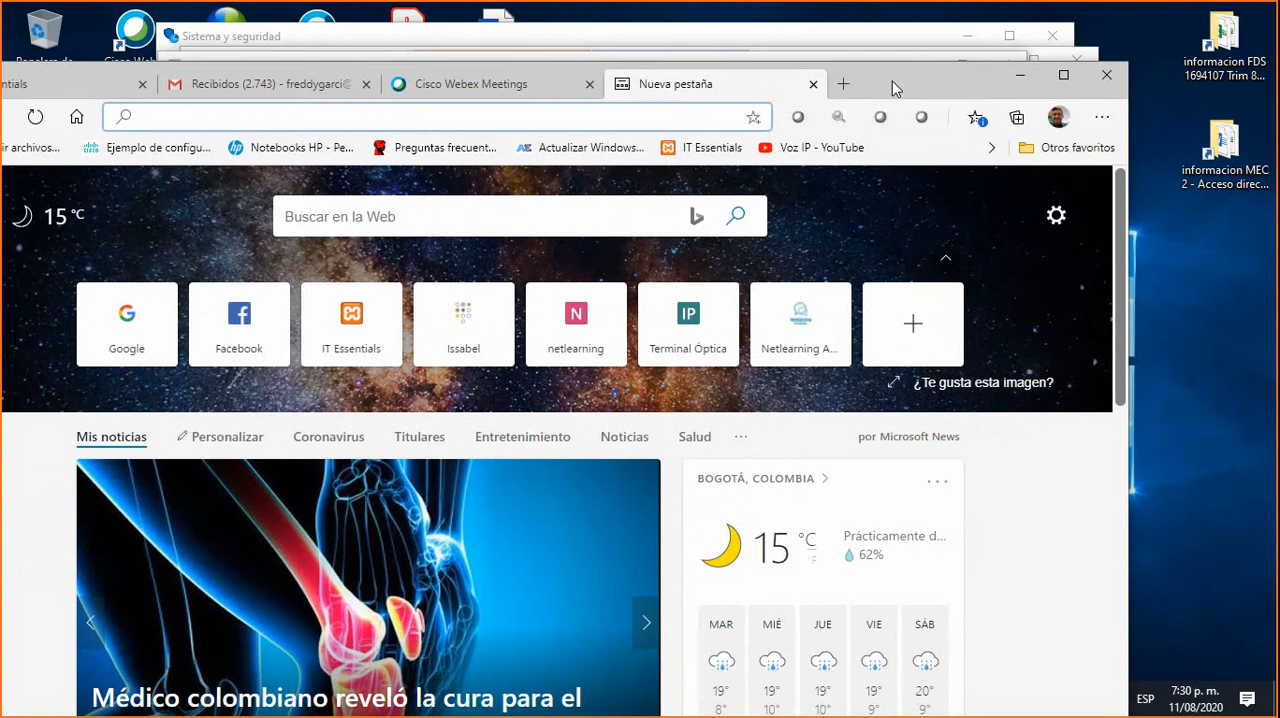 Sistema y seguridad
informacion FDS
1694107 Trim 8...
informacion MEC
2 - Acceso direc...
ntials
Recibidos (2.743) - freddygarci@
Cisco Webex Meetings
Nueva pestaña
ir archivos...
Ejemplo de configu...
Notebooks HP - Pe...
Preguntas frecuent...
Actualizar Windows...
IT Essentials
Voz IP - YouTube
Otros favoritos
15 °C
Buscar en la Web
Google
Facebook
IT Essentials
Issabel
N
netlearning
IP
Terminal Óptica
Netlearning A...
¿Te gusta esta imagen?
Mis noticias
Personalizar
Coronavirus
Titulares
Entretenimiento
Noticias
Salud
...
por Microsoft News
BOGOTÁ, COLOMBIA
15 °C
F
Prácticamente d...
62%
MAR
MIÉ
JUE
VIE
SÁB
19°
19°
19°
19°
20°
8°
10°
10°
9°
9°
Médico colombiano reveló la cura para el
ESP
7:30 p. m.
11/08/2020